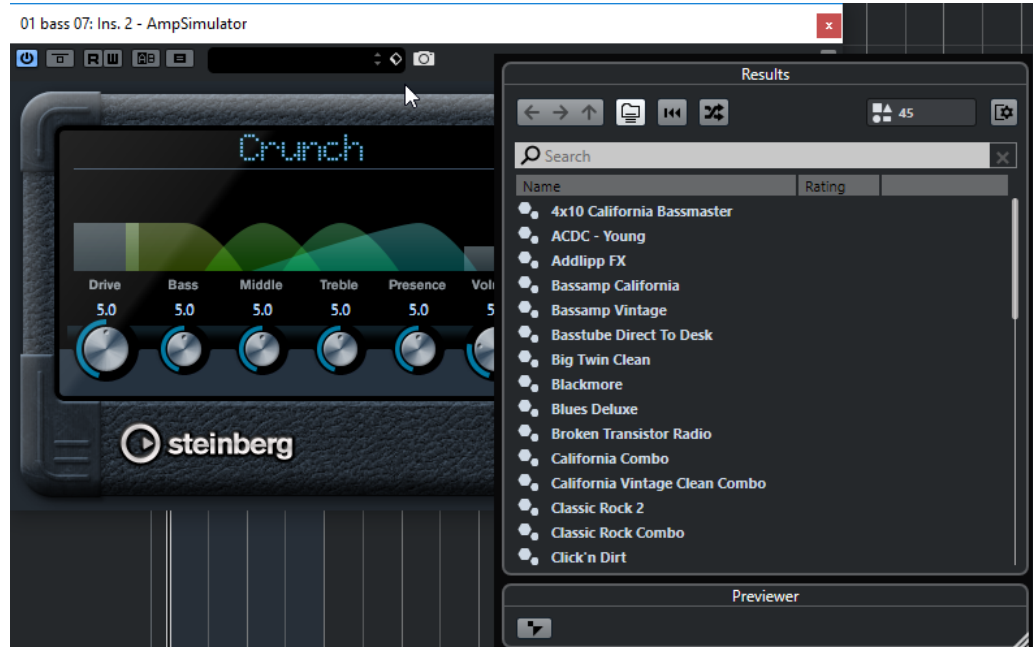 01 bass 07: Ins. 2 - AmpSimulator
R W AB
Crunch
Drive Bass Middle Treble Presence
5.0 5.0 5.0 5.0 5.0 5
steinberg
Results
45
Search
Name Rating
4x10 California Bassmaster
ACDC - Young
Addlipp FX
Bassamp California
Bassamp Vintage
Basstube Direct To Desk
Big Twin Clean
Blackmore
Blues Deluxe
Broken Transistor Radio
California Combo
California Vintage Clean Combo
Classic Rock 2
Classic Rock Combo
Click'n Dirt
Previewer